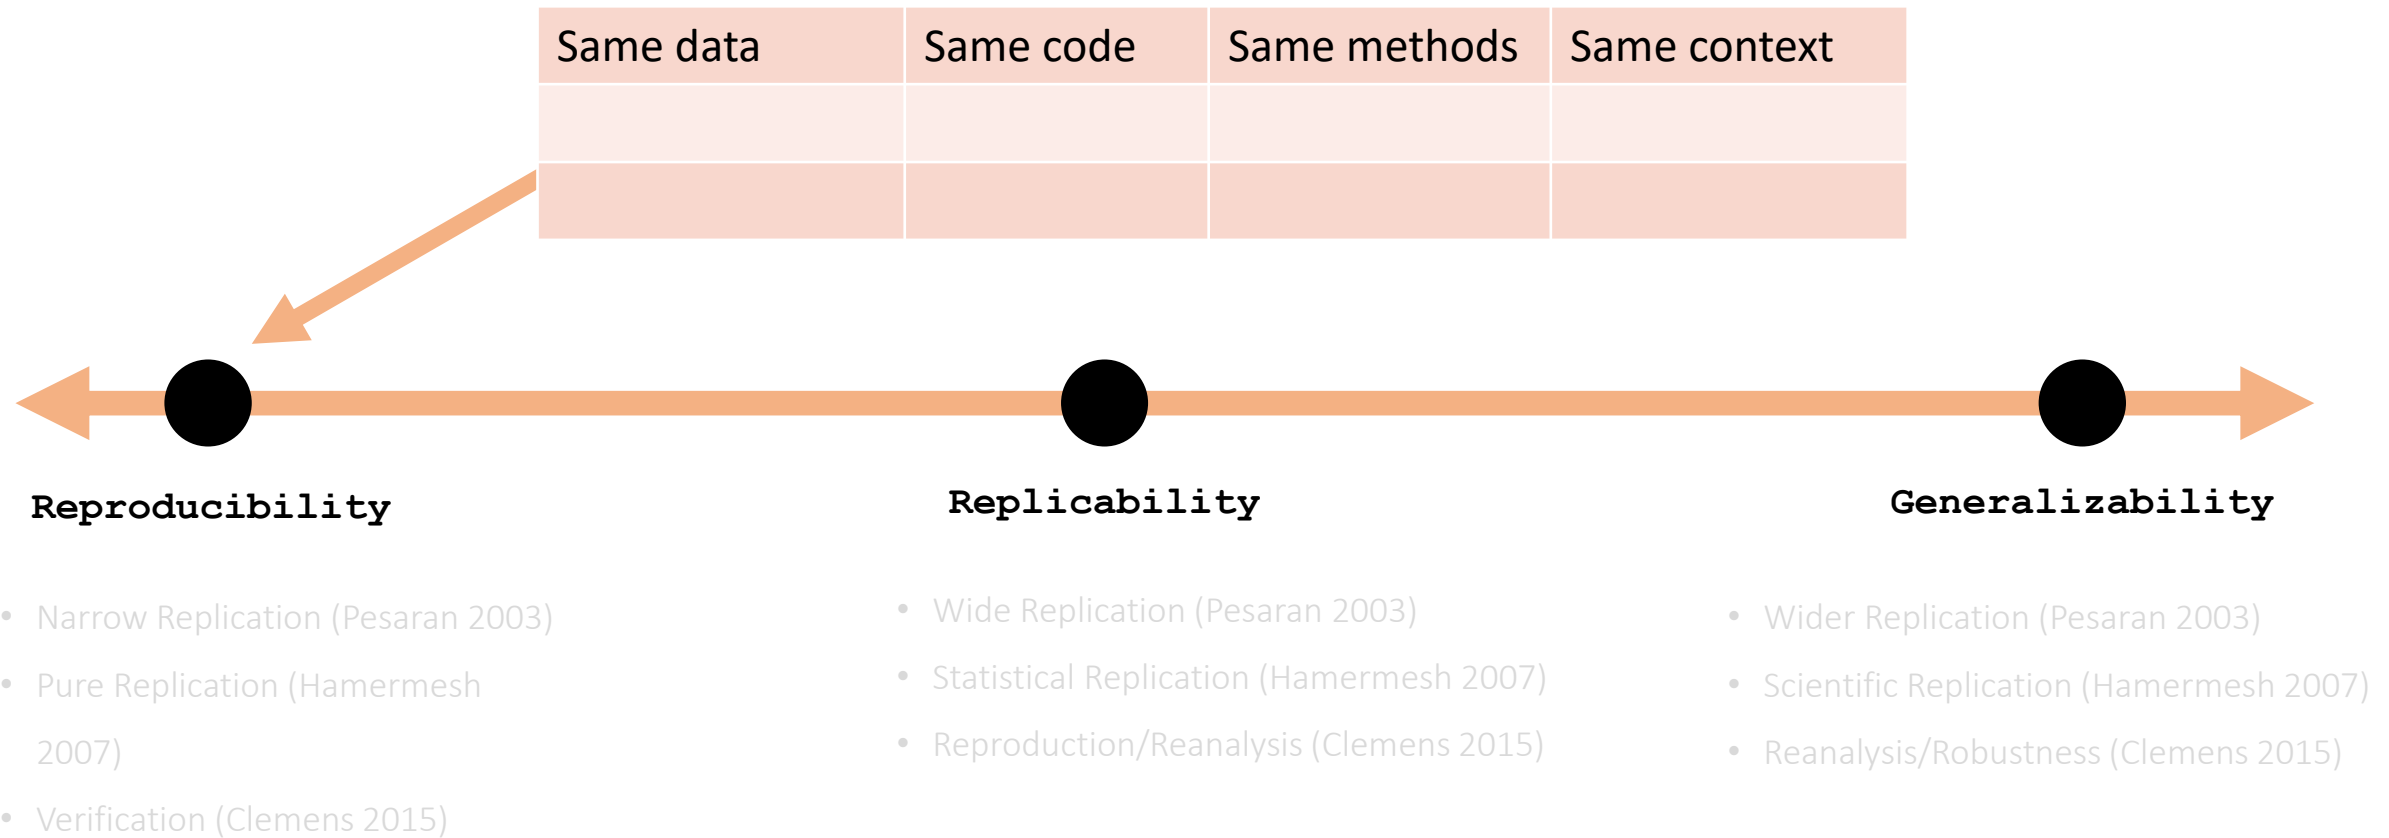 Same data Same code Same methods Same context
Reproducibility
Replicability
Generalizability
• Narrow Replication (Pesaran 2003)
• Pure Replication (Hamermesh
2007)
• Verification (Clemens 2015)
• Wide Replication (Pesaran 2003)
• Statistical Replication (Hamermesh 2007)
• Reproduction/Reanalysis (Clemens 2015)
• Wider Replication (Pesaran 2003)
• Scientific Replication (Hamermesh 2007)
• Reanalysis/Robustness (Clemens 2015)